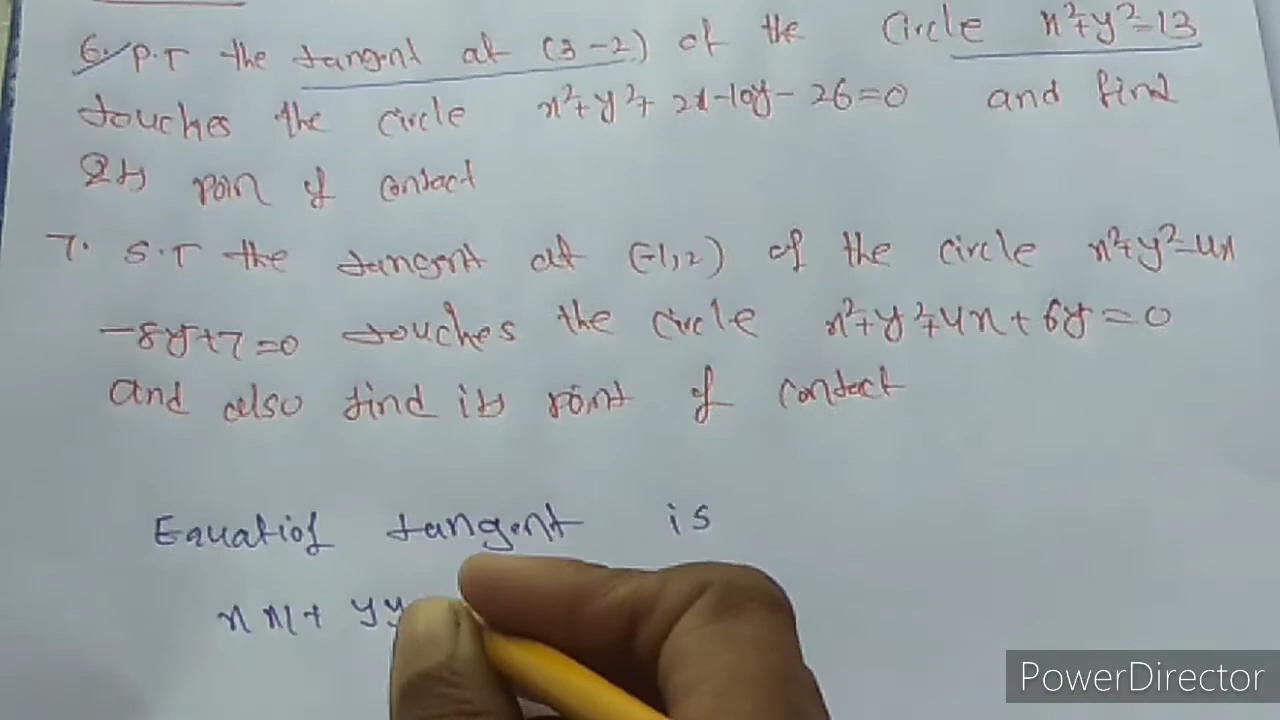 6. P.T the tangent at (3 -2) of the Circle x²+y²=13
touches the circle x²+y²+ 2x-10y- 26=0 and find
its poin of contact
7. S.T the tangent at (-1,2) of the circle x²+y²-4x
-8y+7=0 touches the circle x²+y²+4x+6y=0
and also find its point of contact
Equatiof tangent is
x x1+ yy
PowerDirector